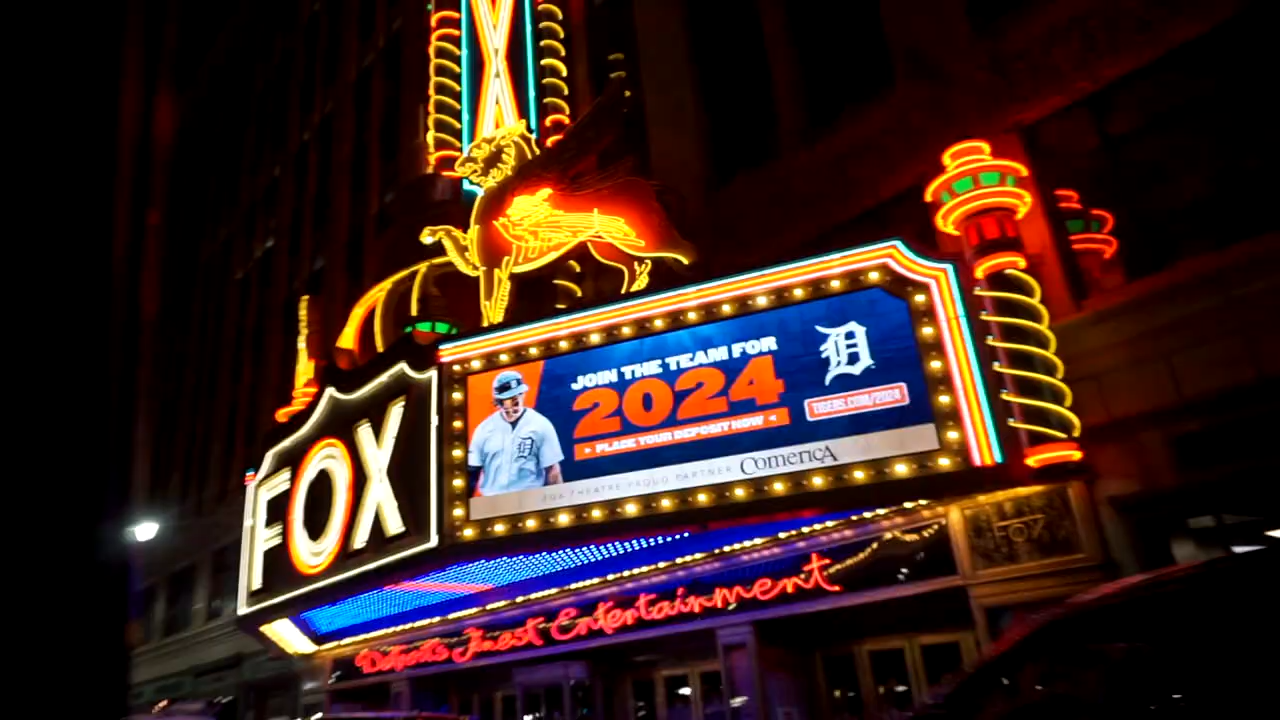 X
JOIN THE TEAM FOR
2024
PLACE YOUR DEPOSIT NOW
D
TIGERS.COM/2024
D
FOX THEATRE PROUD PARTNER Comerica
FOX
FOX
Detroit's Finest Entertainment